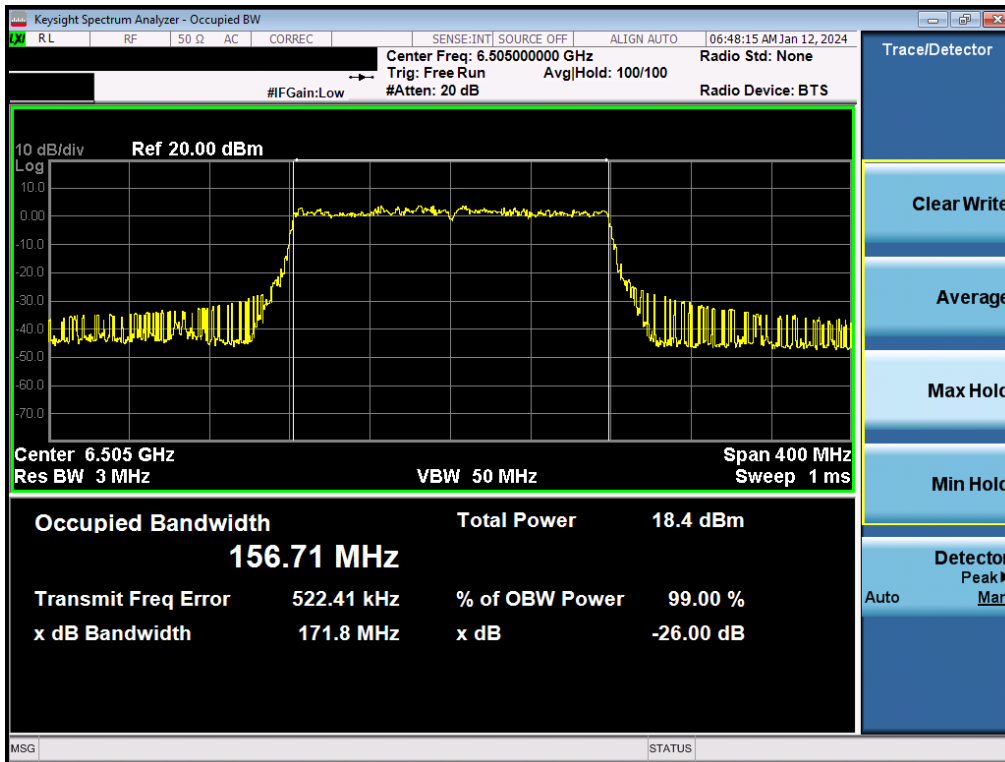 Keysight Spectrum Analyzer - Occupied BW
LXI RL RF 50 Ω AC CORREC SENSE:INT SOURCE OFF ALIGN AUTO 06:48:15 AM Jan 12, 2024
Center Freq: 6.505000000 GHz Radio Std: None
Trig: Free Run Avg|Hold: 100/100
#IFGain:Low #Atten: 20 dB Radio Device: BTS
Trace/Detector
10 dB/div Ref 20.00 dBm
Log
10.0
0.00
-10.0
-20.0
-30.0
-40.0
-50.0
-60.0
-70.0
Center 6.505 GHz Span 400 MHz
Res BW 3 MHz VBW 50 MHz Sweep 1 ms
Occupied Bandwidth Total Power 18.4 dBm
156.71 MHz
Transmit Freq Error 522.41 kHz % of OBW Power 99.00 %
x dB Bandwidth 171.8 MHz x dB -26.00 dB
Clear Write
Average
Max Hold
Min Hold
Detector
Peak
Auto Man
MSG STATUS